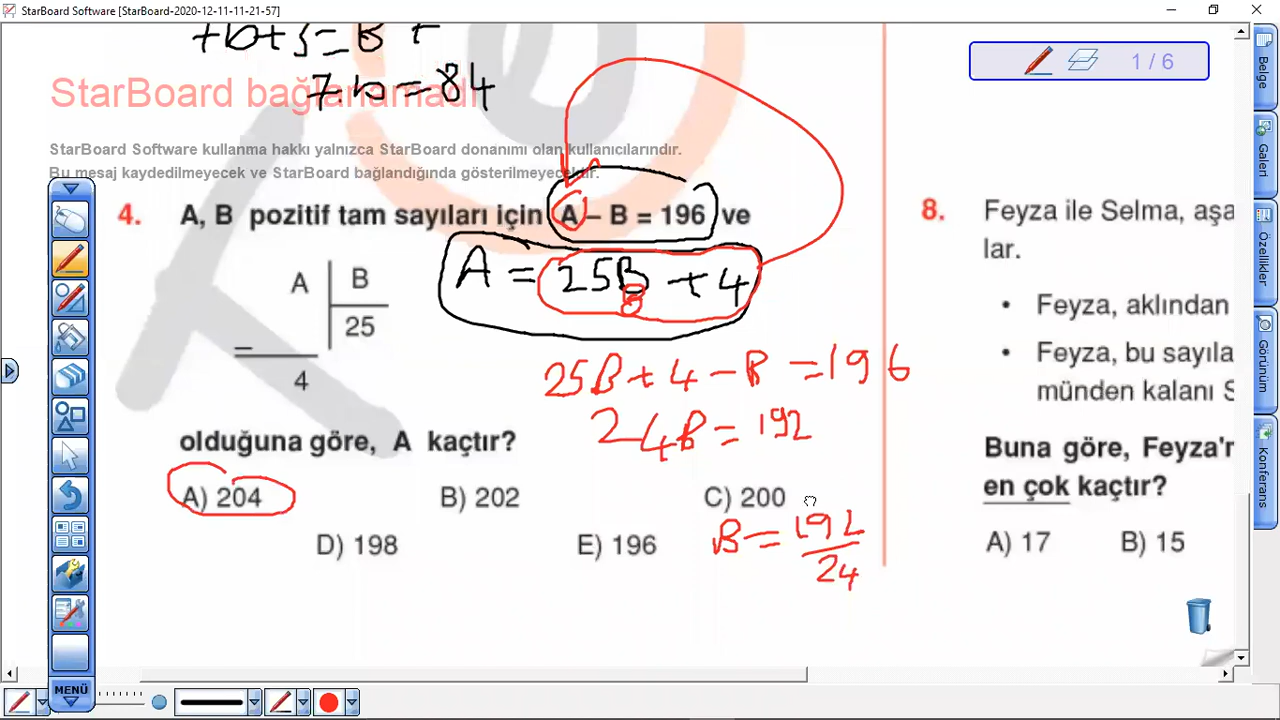 StarBoard Software [StarBoard-2020-12-11-11-21-57]
7.b=84
StarBoard bağlanamadı
StarBoard Software kullanma hakkı yalnızca StarBoard donanımı olan kullanıcılarındır.
Bu mesaj kaydedilmeyecek ve StarBoard bağlandığında gösterilmeyecektir.
1 / 6
4. A, B pozitif tam sayıları için A – B = 196 ve
A = 25B + 4
A B
25
–
4
25B + 4 – B = 196
24B = 192
olduğuna göre, A kaçtır?
A) 204 B) 202 C) 200
D) 198 E) 196
B = 192
24
8. Feyza ile Selma, aşa
lar.
• Feyza, aklından
• Feyza, bu sayıla
münden kalanı S
Buna göre, Feyza'r
en çok kaçtır?
A) 17 B) 15
Belge
Galeri
Özellikler
Görünüm
Konferans
MENÜ